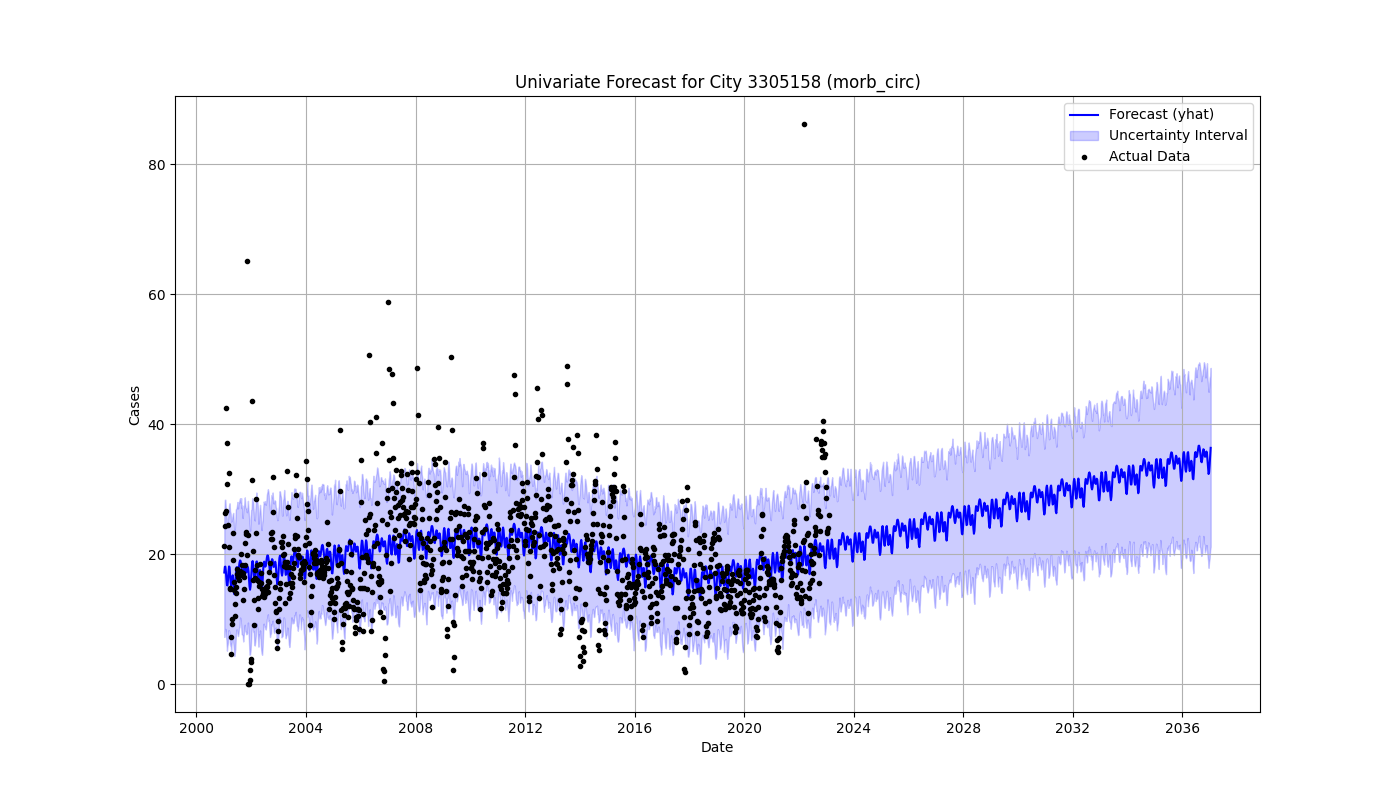 Univariate Forecast for City 3305158 (morb_circ)
Forecast (yhat)
Uncertainty Interval
Actual Data
Cases
80
60
40
20
0
2000 2004 2008 2012 2016 2020 2024 2028 2032 2036
Date